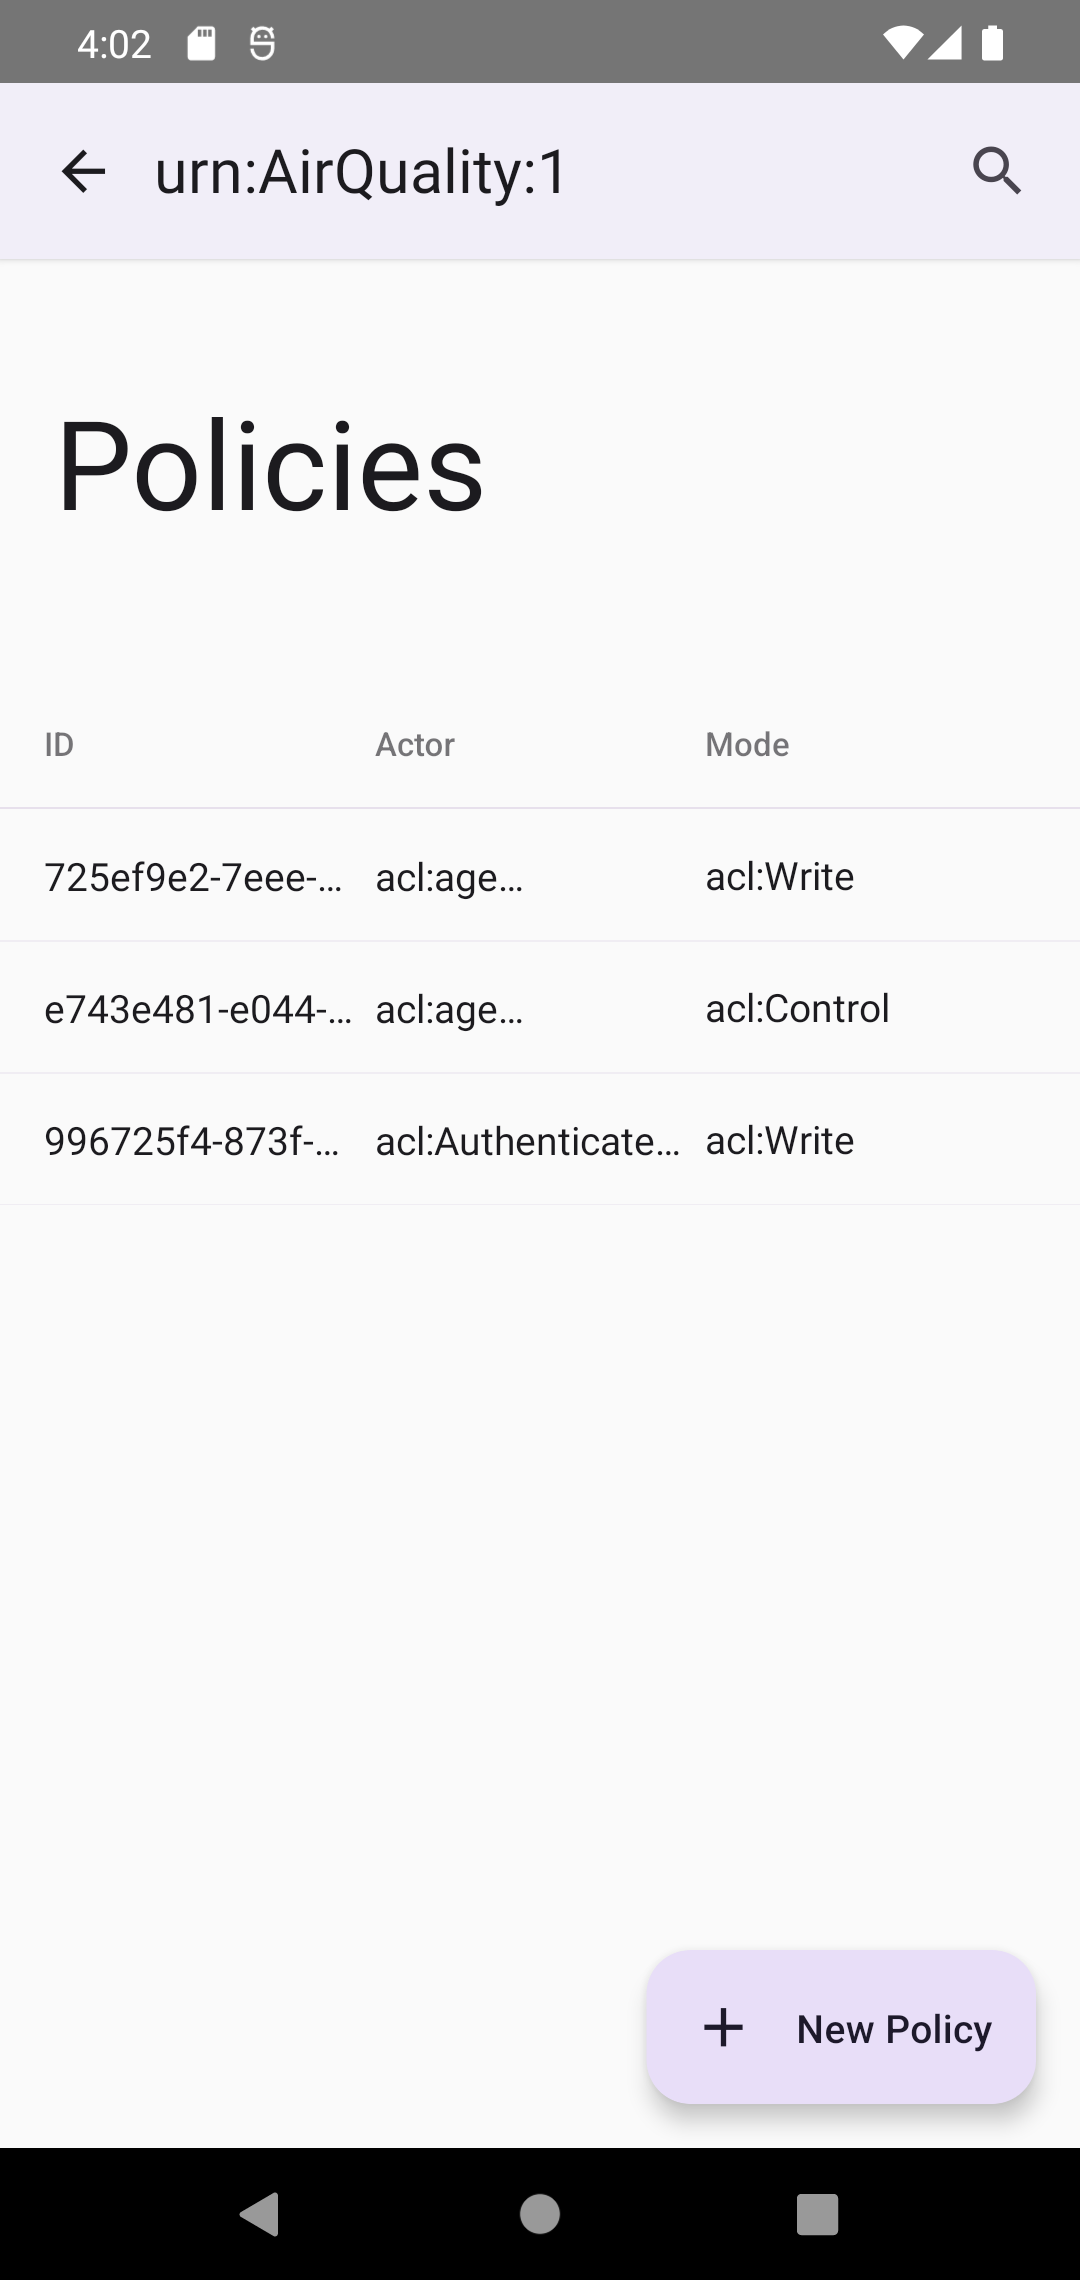 4:02
urn:AirQuality:1
Policies
ID Actor Mode
725ef9e2-7eee-… acl:age… acl:Write
e743e481-e044-… acl:age… acl:Control
996725f4-873f-… acl:Authenticate… acl:Write
New Policy